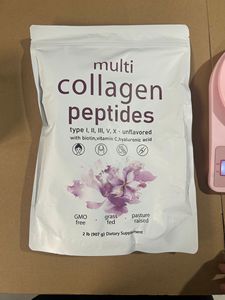 multi
collagen
peptides
type I, II, III, V, X · unflavored
with biotin,vitamin C,hyaluronic acid
GMO free · grass fed · pasture raised
2 lb (907 g) Dietary Supplement